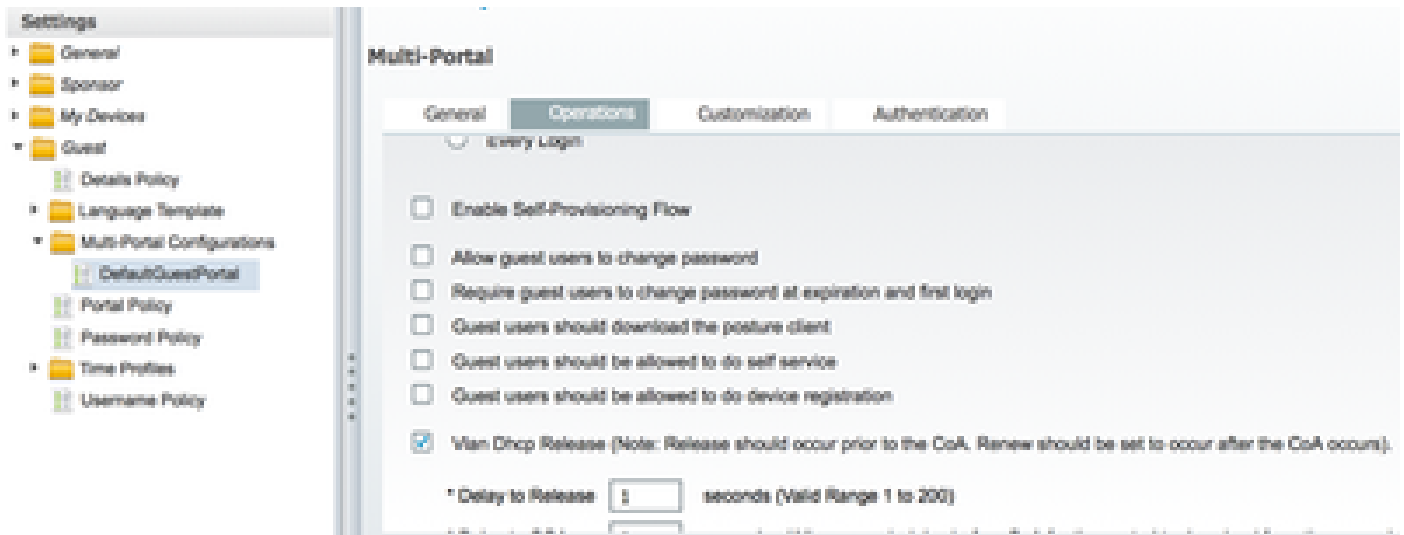 Settings
General
Sponsor
My Devices
Guest
Details Policy
Language Template
Multi-Portal Configurations
DefaultGuestPortal
Portal Policy
Password Policy
Time Profiles
Username Policy
Multi-Portal
General Operations Customization Authentication
Every Login
Enable Self-Provisioning Flow
Allow guest users to change password
Require guest users to change password at expiration and first login
Guest users should download the posture client
Guest users should be allowed to do self service
Guest users should be allowed to do device registration
Vlan Dhcp Release (Note: Release should occur prior to the CoA. Renew should be set to occur after the CoA occurs).
* Delay to Release 1 seconds (Valid Range 1 to 200)